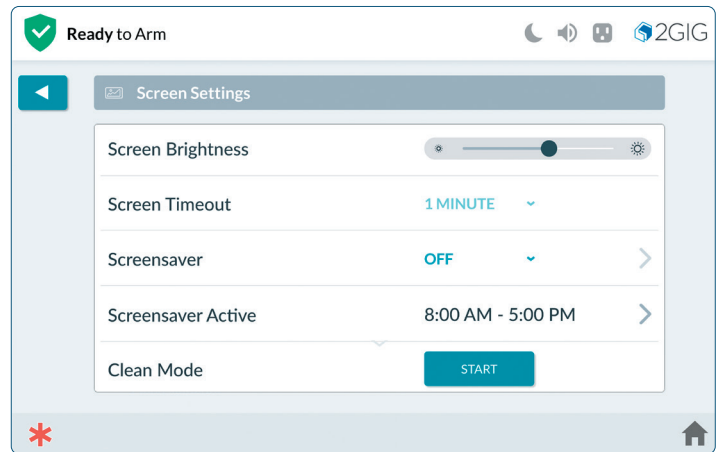 Ready to Arm
2GIG
Screen Settings
Screen Brightness
Screen Timeout 1 MINUTE
Screensaver OFF
Screensaver Active 8:00 AM - 5:00 PM
Clean Mode START